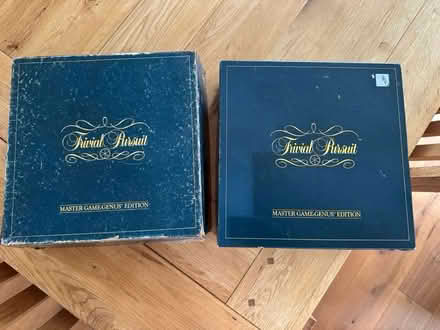 Trivial Pursuit
MASTER GAME-GENUS® EDITION
Trivial Pursuit
MASTER GAME-GENUS® EDITION